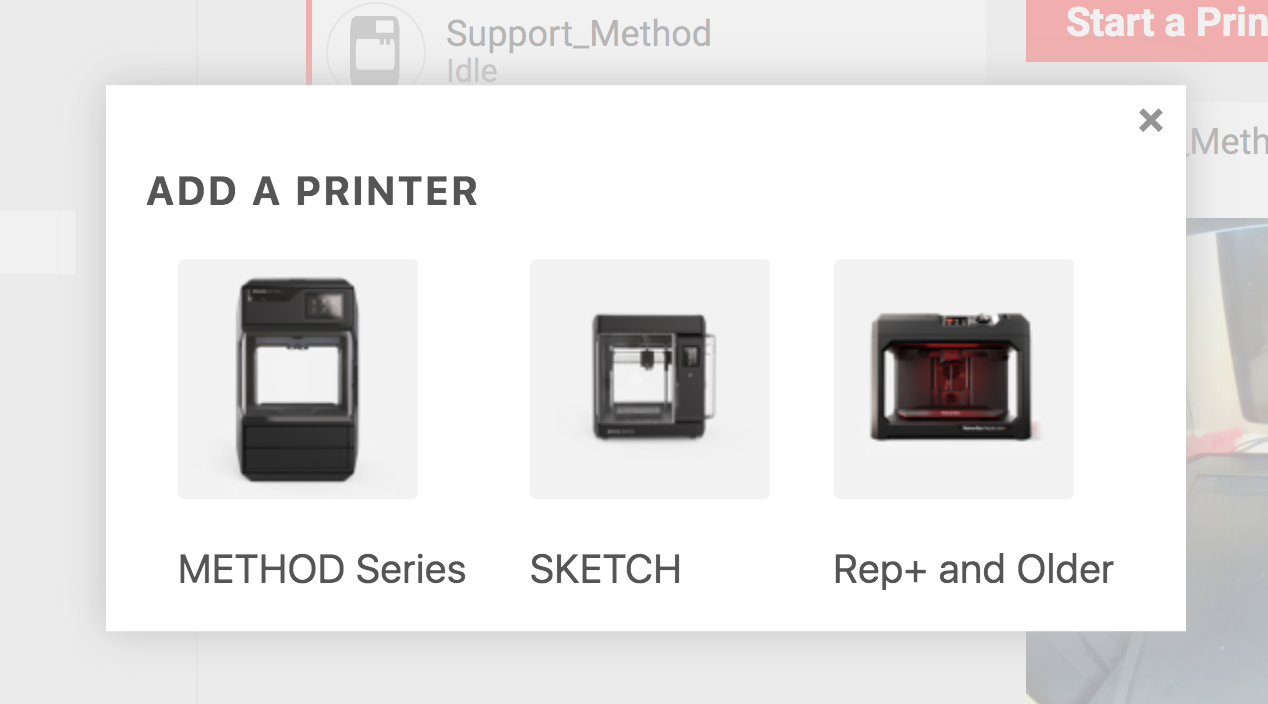 Support_Method
Idle
Start a Prin
_Meth
ADD A PRINTER
METHOD Series
SKETCH
Rep+ and Older